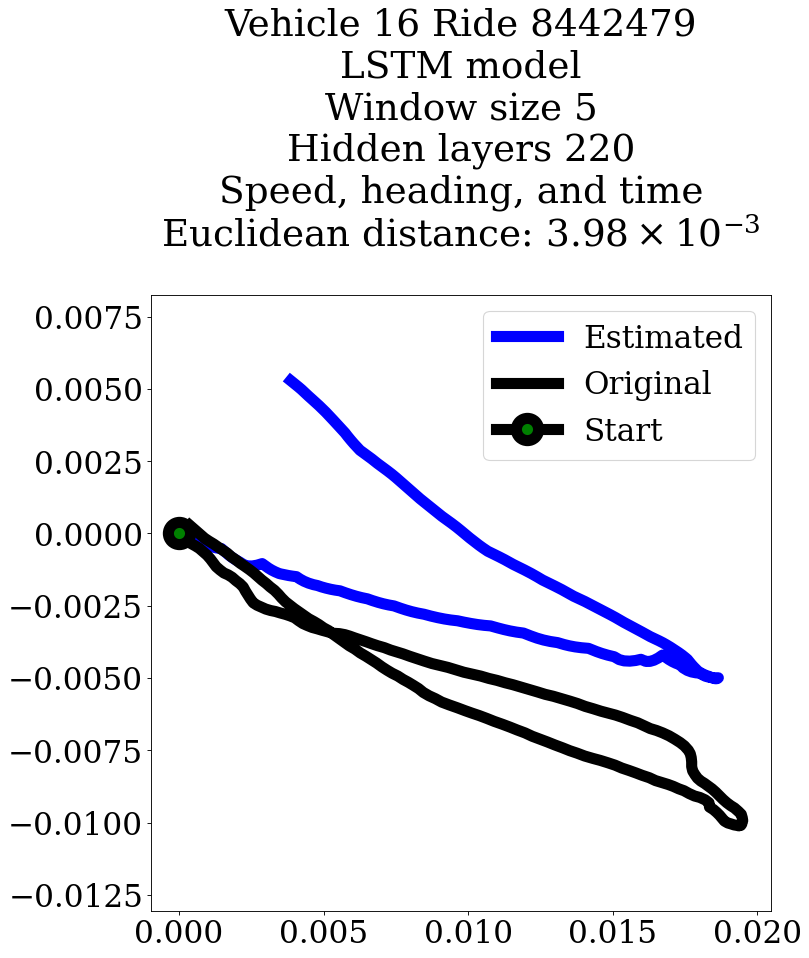 Vehicle 16 Ride 8442479
LSTM model
Window size 5
Hidden layers 220
Speed, heading, and time
Euclidean distance: 3.98 × 10⁻³
0.0075
0.0050
0.0025
0.0000
−0.0025
−0.0050
−0.0075
−0.0100
−0.0125
Estimated
Original
Start
0.000 0.005 0.010 0.015 0.020